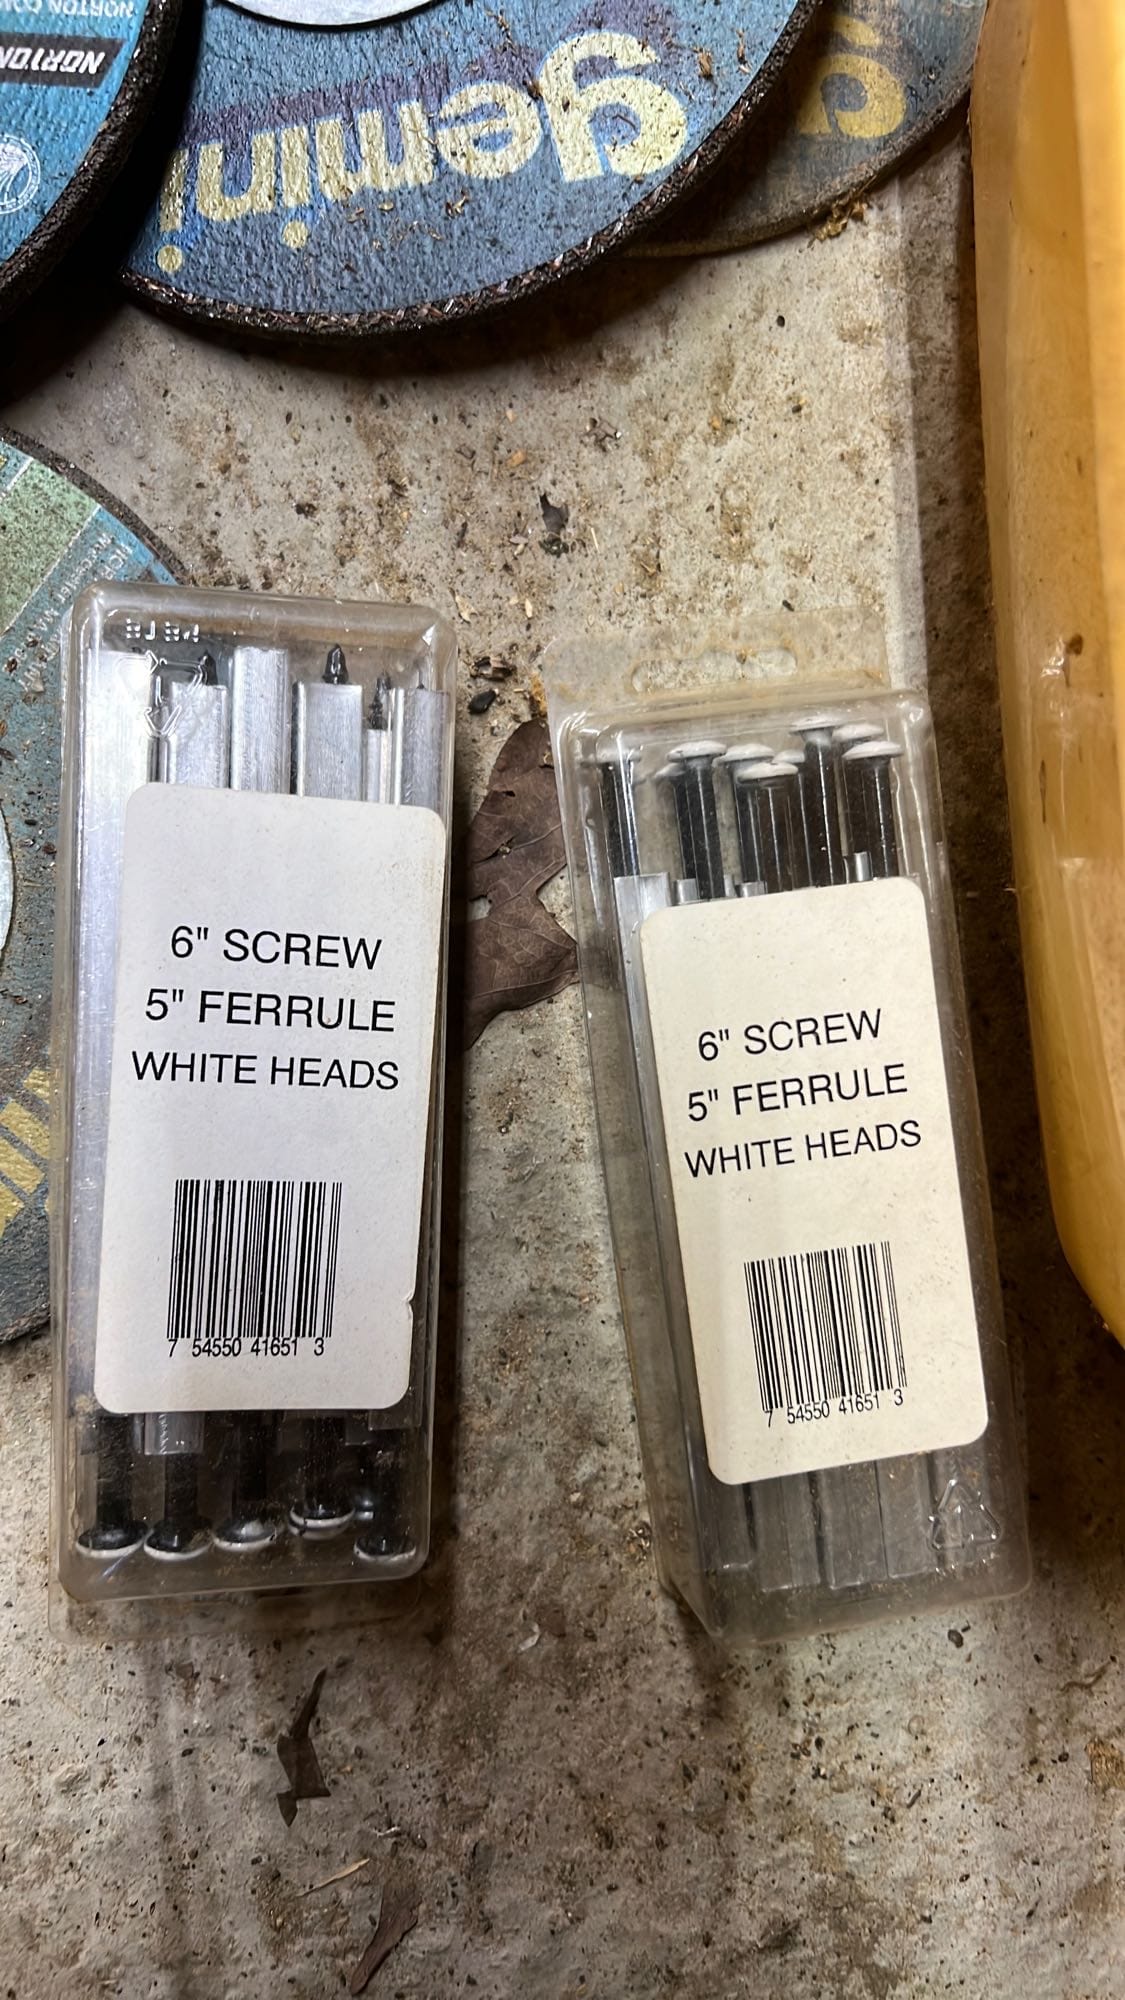 NORTON
gemini
6" SCREW
5" FERRULE
WHITE HEADS
7 54550 41651 3
6" SCREW
5" FERRULE
WHITE HEADS
7 54550 41651 3